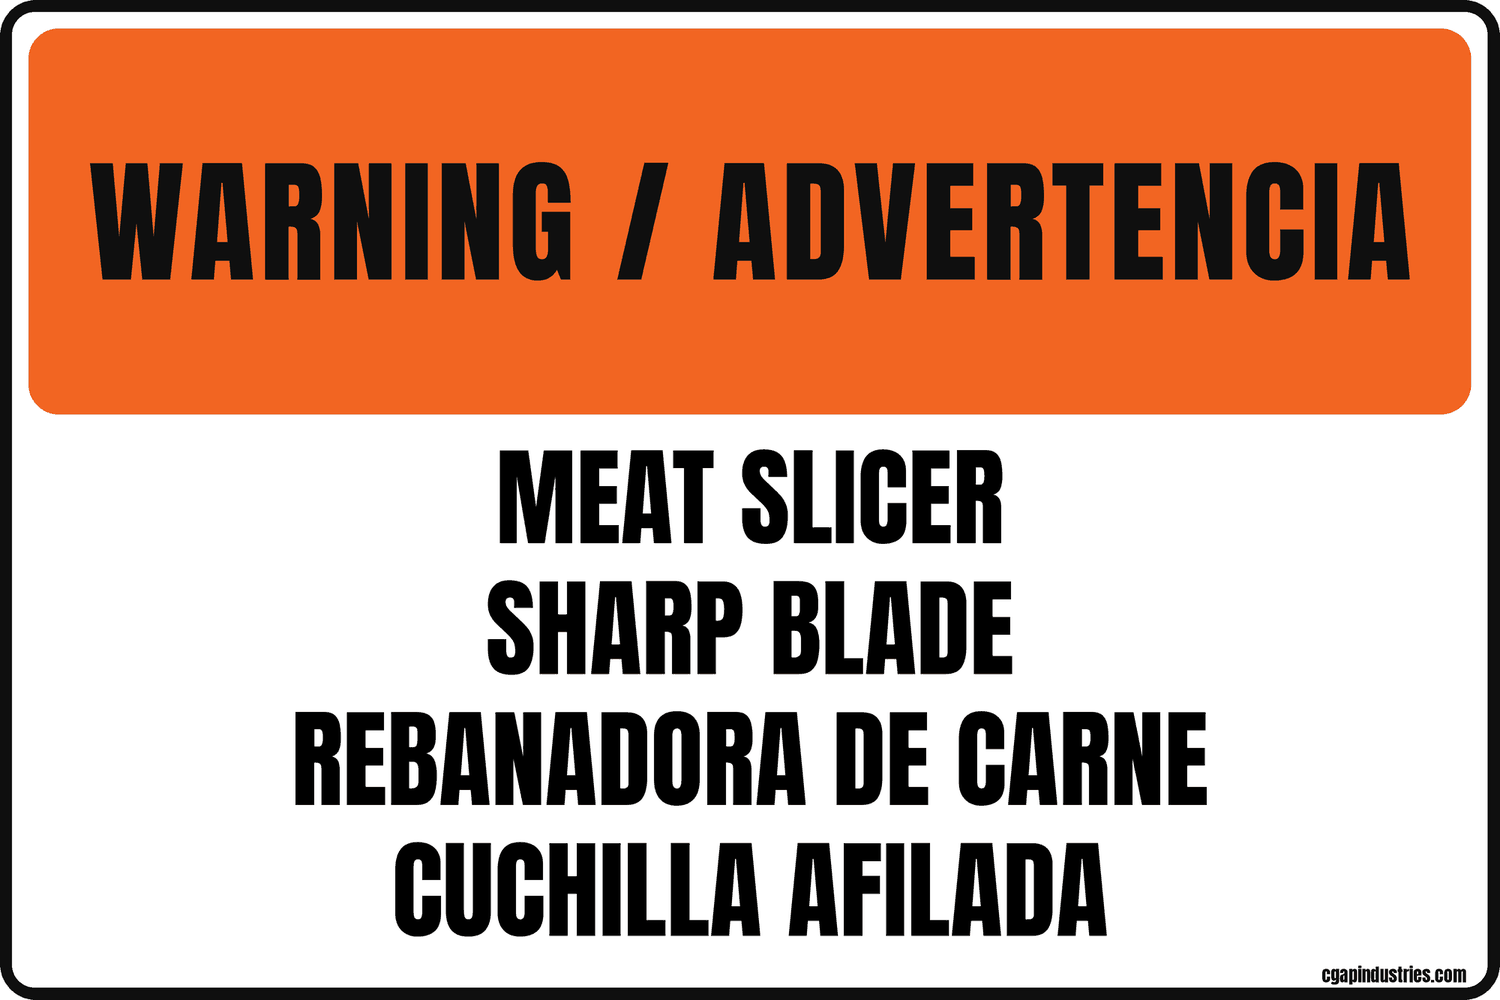 WARNING / ADVERTENCIA
MEAT SLICER
SHARP BLADE
REBANADORA DE CARNE
CUCHILLA AFILADA
cgapindustries.com